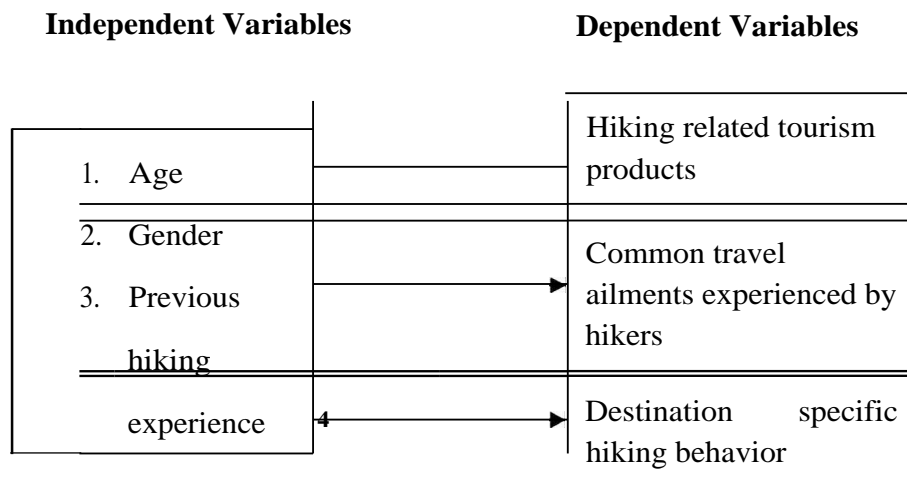 Independent Variables
Dependent Variables
1. Age
2. Gender
3. Previous
hiking
experience
4
Hiking related tourism
products
Common travel
ailments experienced by
hikers
Destination specific
hiking behavior